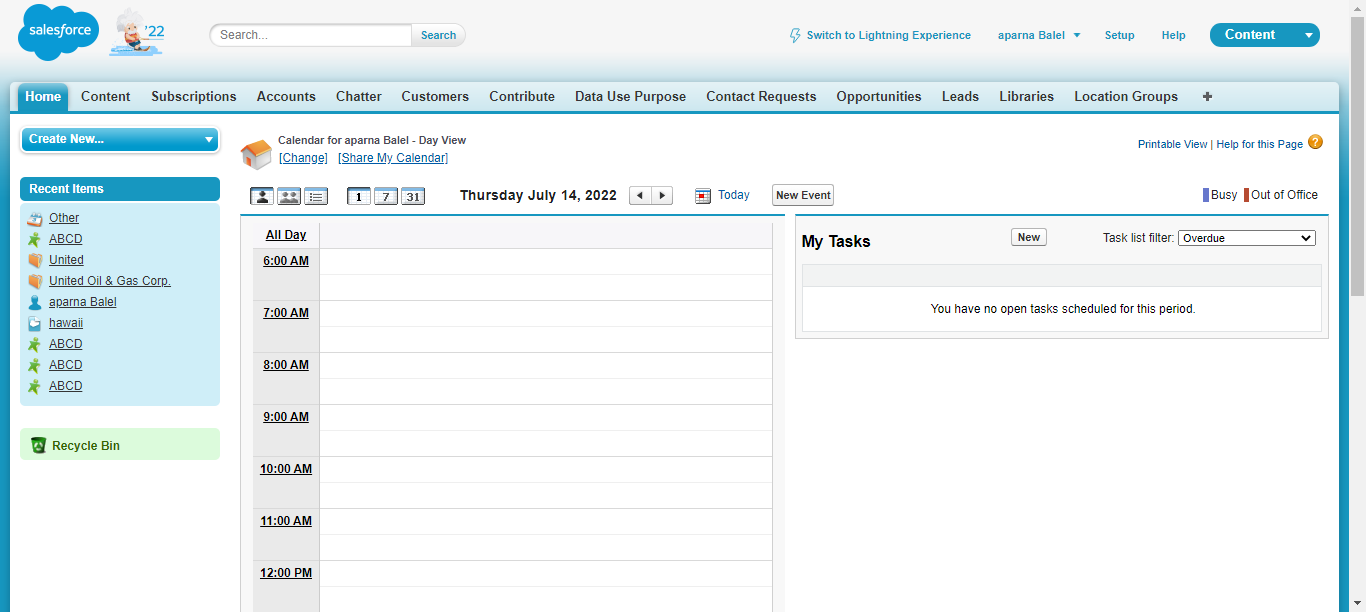 salesforce
'22
Search...
Search
Switch to Lightning Experience
aparna Balel
Setup
Help
Content
Home
Content
Subscriptions
Accounts
Chatter
Customers
Contribute
Data Use Purpose
Contact Requests
Opportunities
Leads
Libraries
Location Groups
Create New...
Recent Items
Other
ABCD
United
United Oil & Gas Corp.
aparna Balel
hawaii
ABCD
ABCD
ABCD
Recycle Bin
Calendar for aparna Balel - Day View
[Change] [Share My Calendar]
Printable View | Help for this Page ?
1
7
31
Thursday July 14, 2022
Today
New Event
Busy
Out of Office
All Day
6:00 AM
7:00 AM
8:00 AM
9:00 AM
10:00 AM
11:00 AM
12:00 PM
My Tasks
New
Task list filter: Overdue
You have no open tasks scheduled for this period.